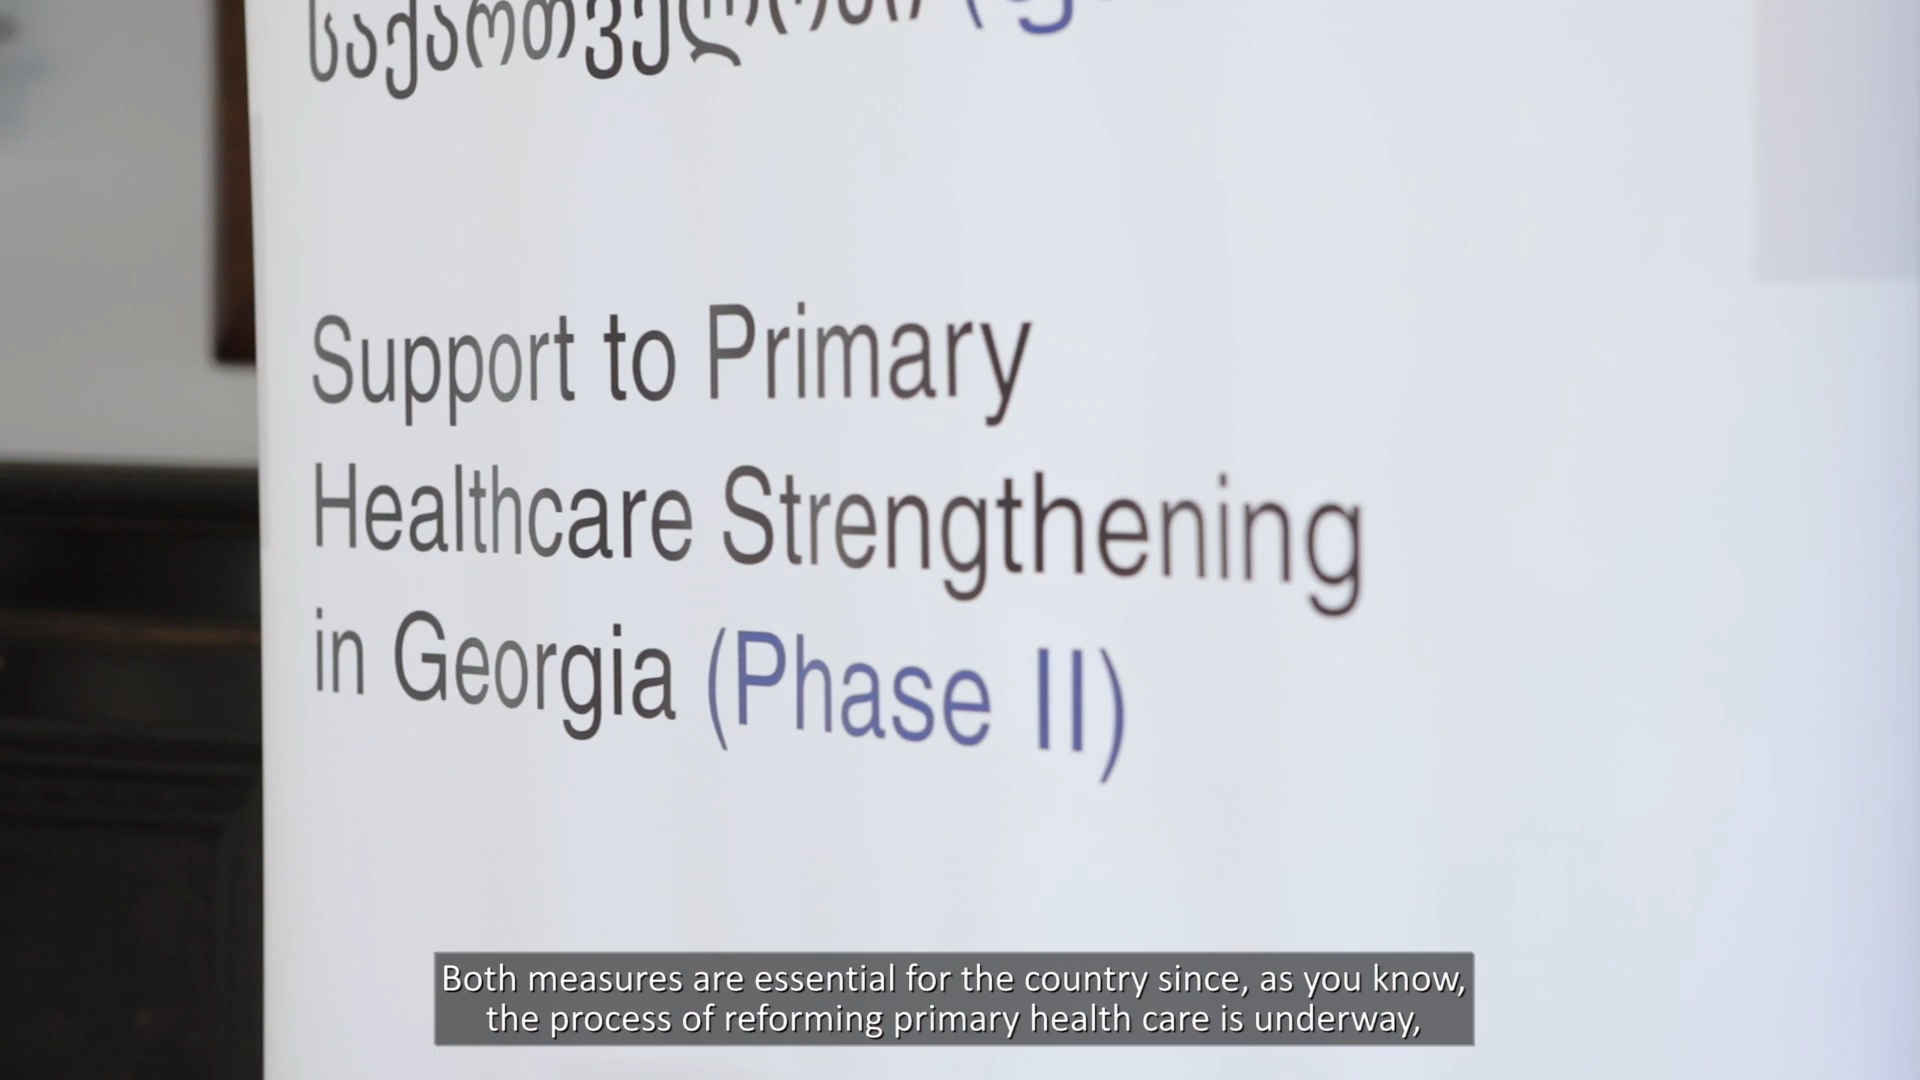 საქართველოში
Support to Primary
Healthcare Strengthening
in Georgia (Phase II)
Both measures are essential for the country since, as you know,
the process of reforming primary health care is underway,